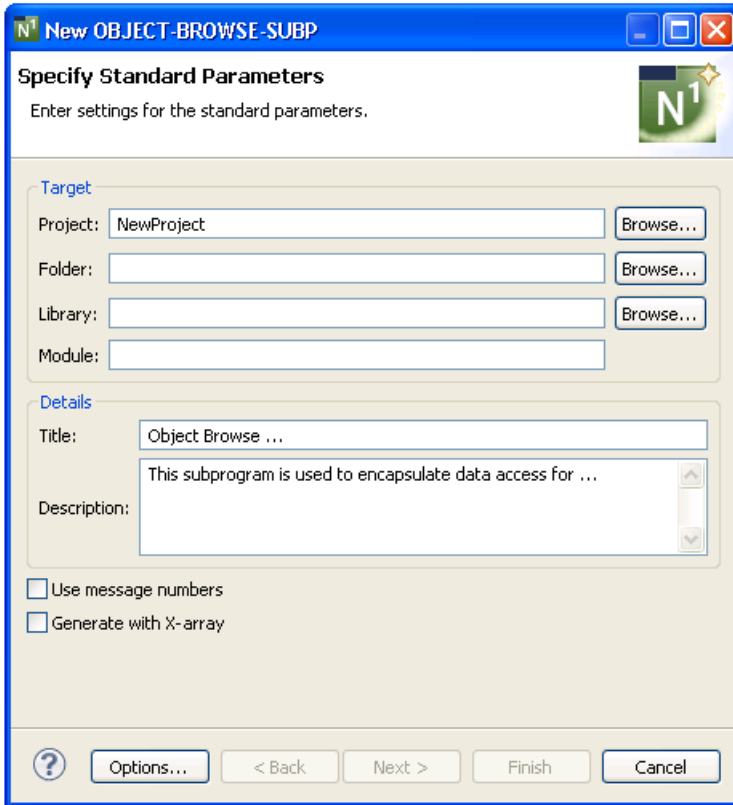 N1 New OBJECT-BROWSE-SUBP
Specify Standard Parameters
Enter settings for the standard parameters.
N1
Target
Project: NewProject Browse...
Folder: Browse...
Library: Browse...
Module:
Details
Title: Object Browse ...
Description: This subprogram is used to encapsulate data access for ...
Use message numbers
Generate with X-array
? Options... < Back Next > Finish Cancel